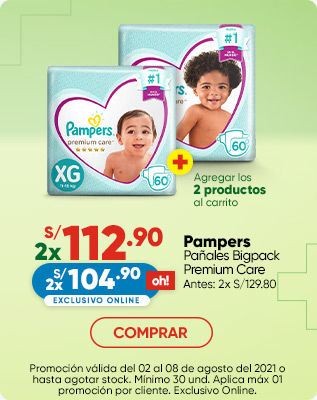 #1
Pampers
premium care
60
#1
Pampers
premium care
XG
60
+
Agregar los
2 productos
al carrito
S/
2x 112.90
S/
2x 104.90 oh!
EXCLUSIVO ONLINE
Pampers
Pañales Bigpack
Premium Care
Antes: 2x S/129.80
COMPRAR
Promoción válida del 02 al 08 de agosto del 2021 o
hasta agotar stock. Mínimo 30 und. Aplica máx 01
promoción por cliente. Exclusivo Online.